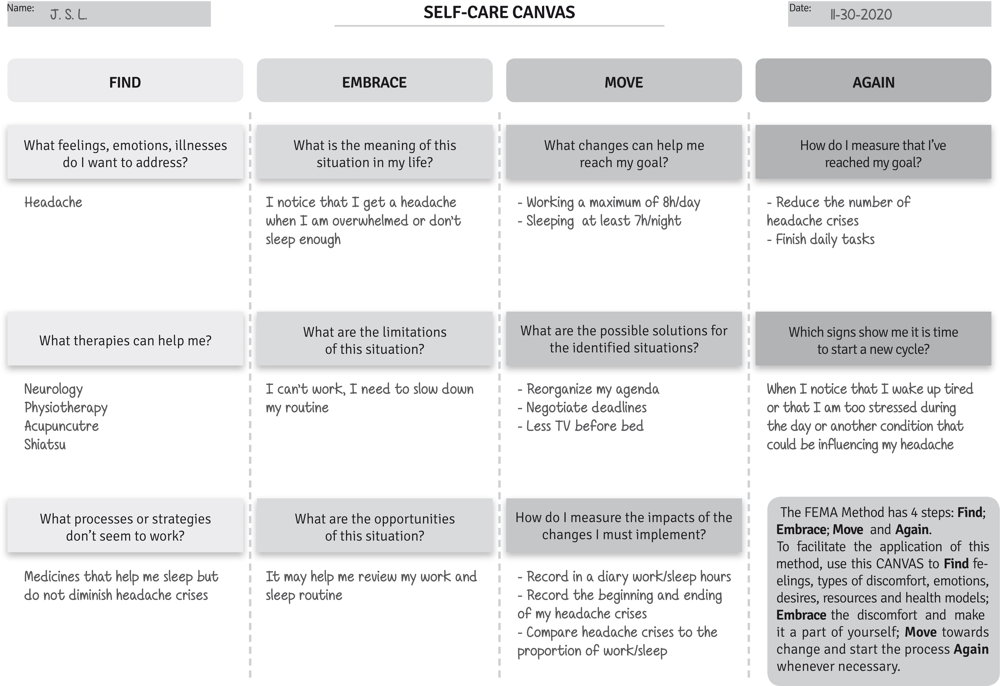 Name:
J. S. L.
SELF-CARE CANVAS
Date:
11-30-2020
FIND
What feelings, emotions, illnesses
do I want to address?
Headache
What therapies can help me?
Neurology
Physiotherapy
Acupuncutre
Shiatsu
What processes or strategies
don't seem to work?
Medicines that help me sleep but
do not diminish headache crises
EMBRACE
What is the meaning of this
situation in my life?
I notice that I get a headache
when I am overwhelmed or don't
sleep enough
What are the limitations
of this situation?
I can't work, I need to slow down
my routine
What are the opportunities
of this situation?
It may help me review my work and
sleep routine
MOVE
What changes can help me
reach my goal?
- Working a maximum of 8h/day
- Sleeping at least 7h/night
What are the possible solutions for
the identified situations?
- Reorganize my agenda
- Negotiate deadlines
- Less TV before bed
How do I measure the impacts of the
changes I must implement?
- Record in a diary work/sleep hours
- Record the beginning and ending
of my headache crises
- Compare headache crises to the
proportion of work/sleep
AGAIN
How do I measure that I've
reached my goal?
- Reduce the number of
headache crises
- Finish daily tasks
Which signs show me it is time
to start a new cycle?
When I notice that I wake up tired
or that I am too stressed during
the day or another condition that
could be influencing my headache
The FEMA Method has 4 steps: Find;
Embrace; Move and Again.
To facilitate the application of this
method, use this CANVAS to Find fe-
elings, types of discomfort, emotions,
desires, resources and health models;
Embrace the discomfort and make
it a part of yourself; Move towards
change and start the process Again
whenever necessary.